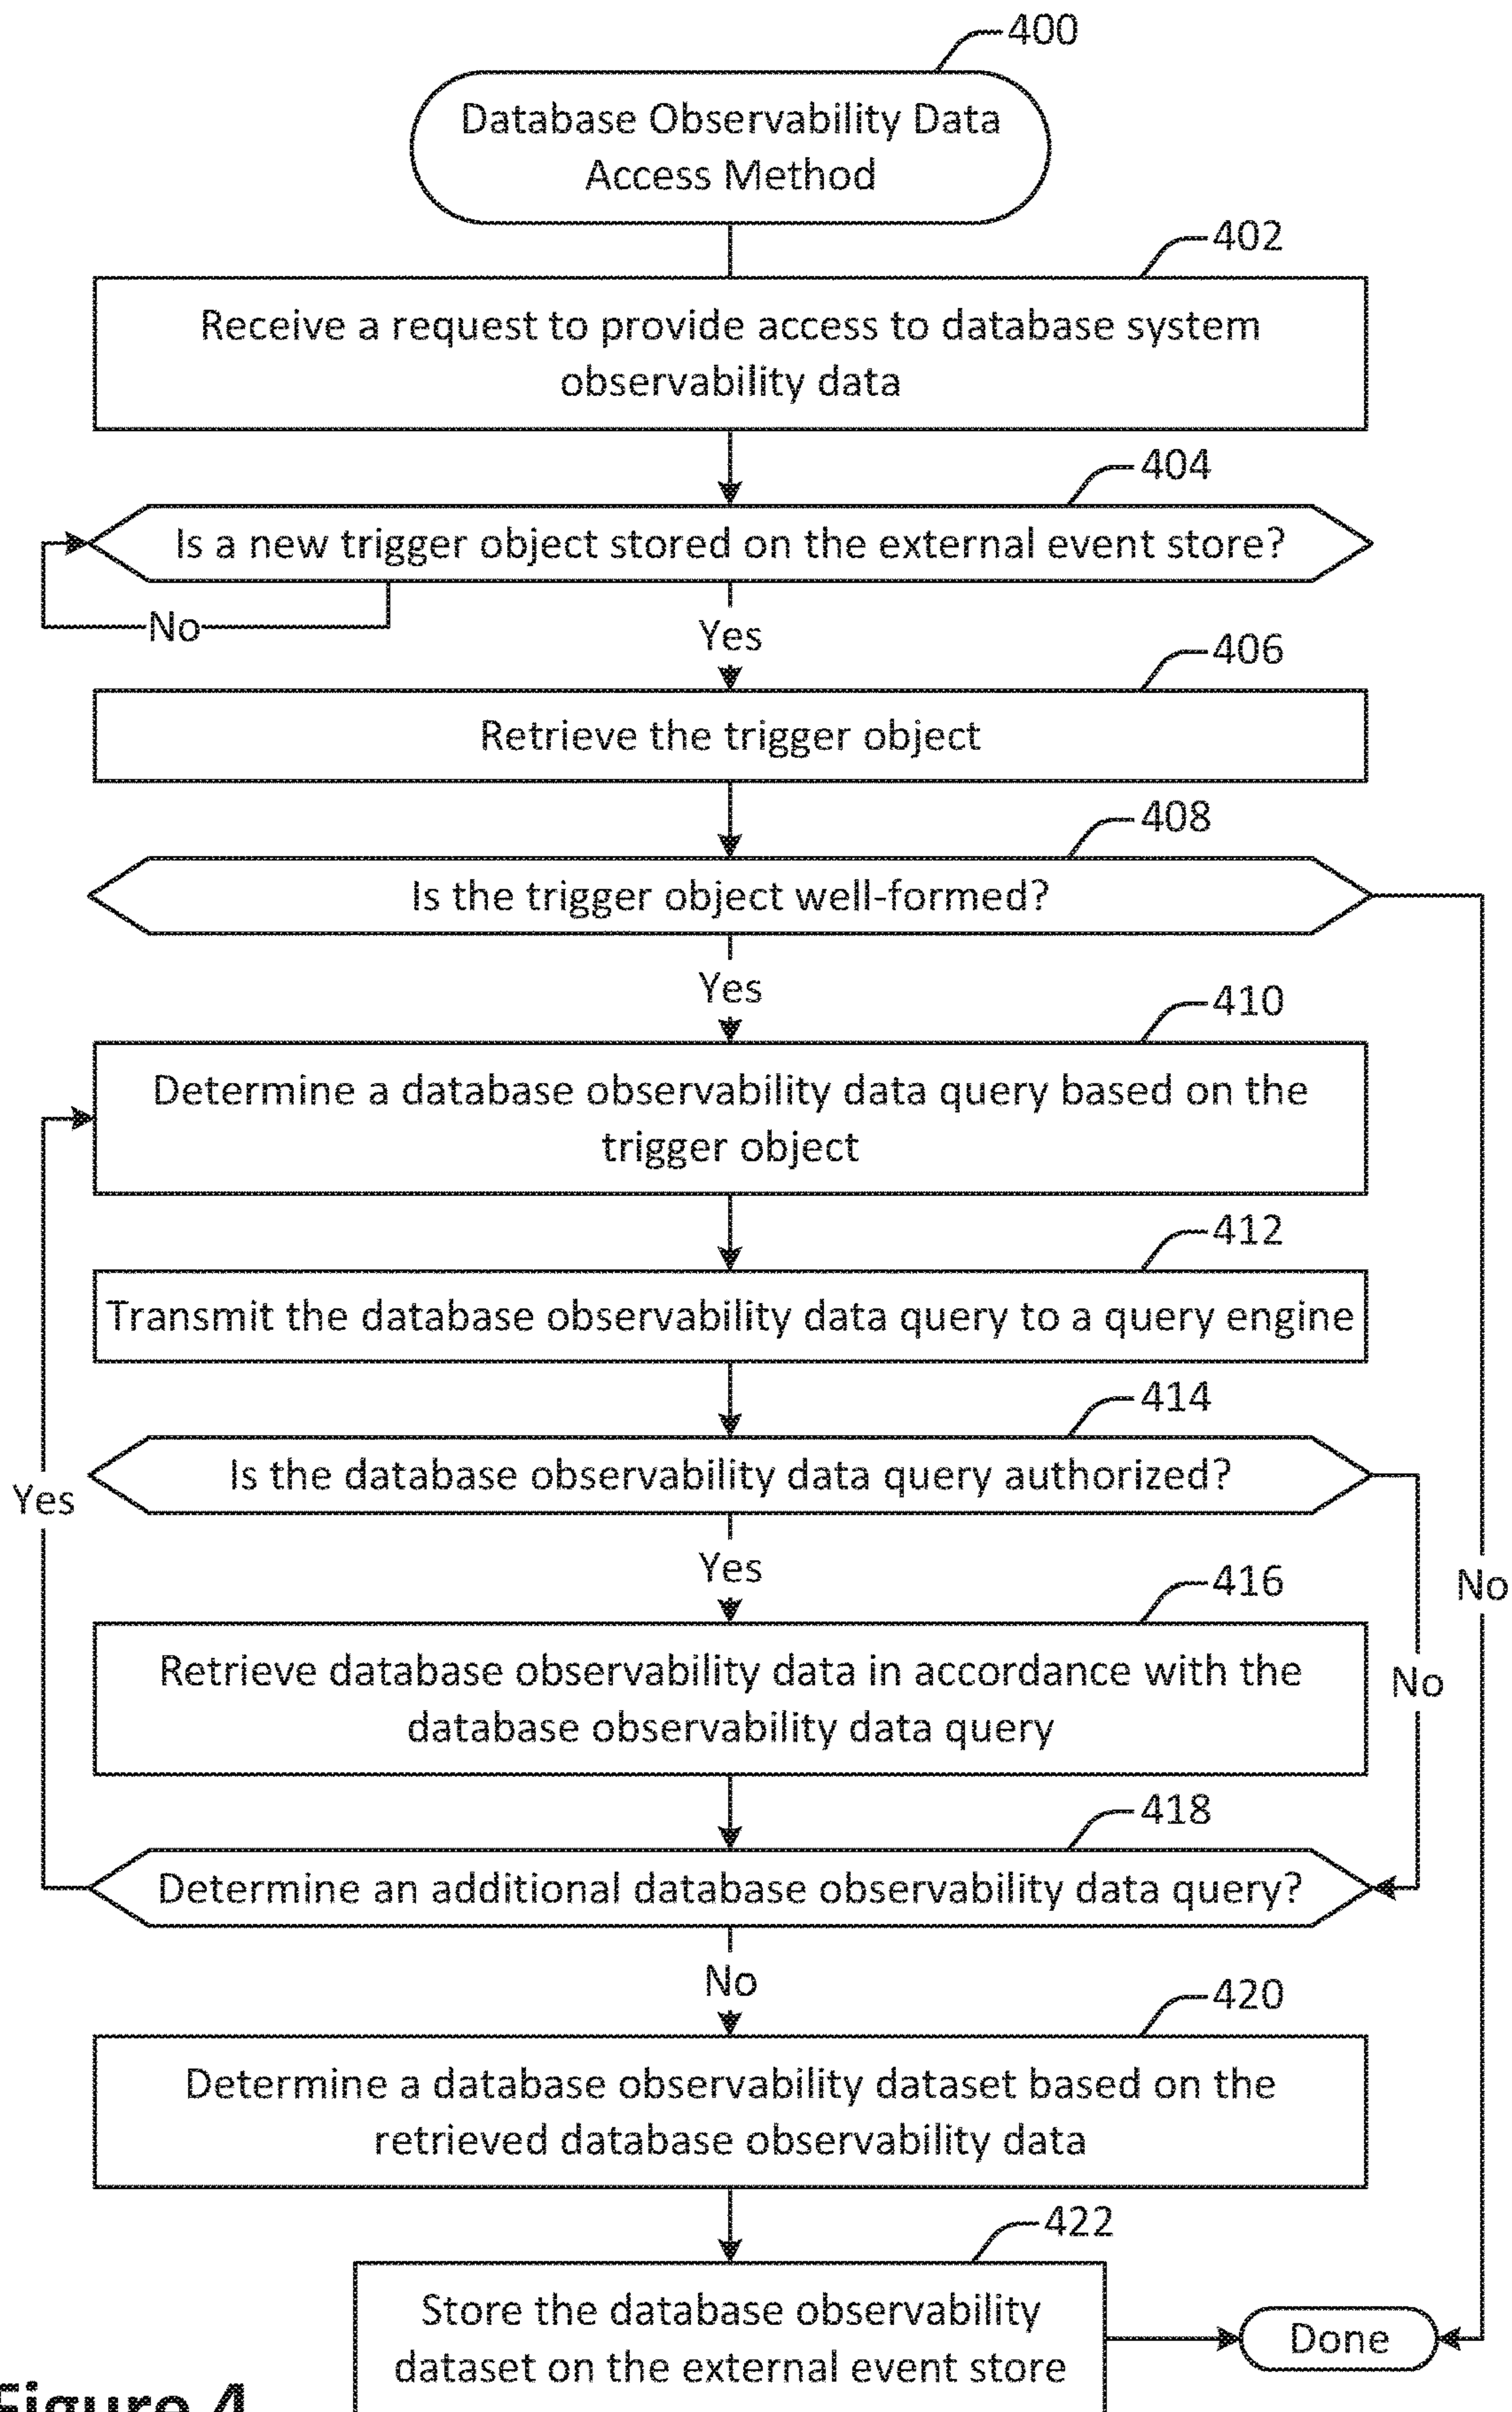 400
Database Observability Data
Access Method
402
Receive a request to provide access to database system
observability data
404
Is a new trigger object stored on the external event store?
No
Yes
406
Retrieve the trigger object
408
Is the trigger object well-formed?
Yes
410
Determine a database observability data query based on the
trigger object
412
Transmit the database observability data query to a query engine
414
Is the database observability data query authorized?
Yes
Yes
416
No
Retrieve database observability data in accordance with the
database observability data query
No
418
Determine an additional database observability data query?
No
420
Determine a database observability dataset based on the
retrieved database observability data
422
Store the database observability
dataset on the external event store
Done
Figure 4